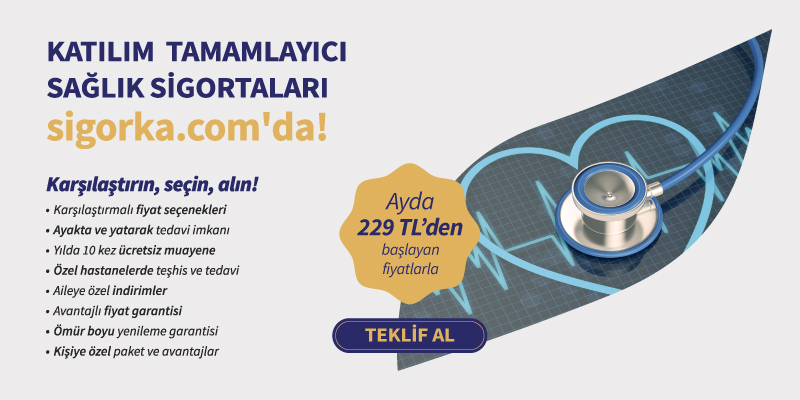 KATILIM TAMAMLAYICI
SAĞLIK SİGORTALARI
sigorka.com'da!
Karşılaştırın, seçin, alın!
• Karşılaştırmalı fiyat seçenekleri
• Ayakta ve yatarak tedavi imkanı
• Yılda 10 kez ücretsiz muayene
• Özel hastanelerde teşhis ve tedavi
• Aileye özel indirimler
• Avantajlı fiyat garantisi
• Ömür boyu yenileme garantisi
• Kişiye özel paket ve avantajlar
Ayda
229 TL’den
başlayan
fiyatlarla
TEKLİF AL